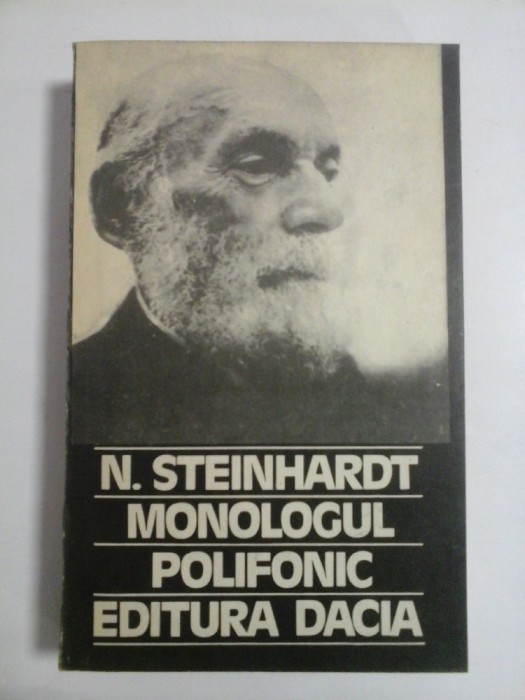 N. STEINHARDT
MONOLOGUL
POLIFONIC
EDITURA DACIA